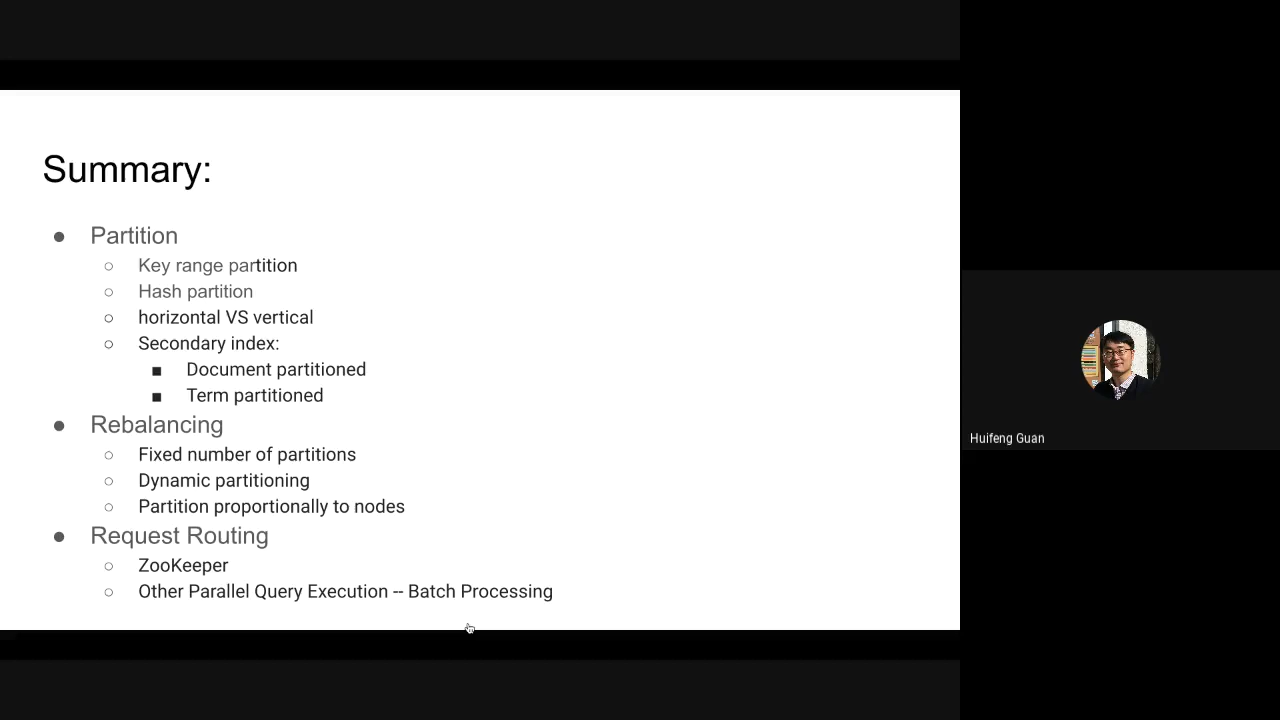 Summary:
● Partition
○ Key range partition
○ Hash partition
○ horizontal VS vertical
○ Secondary index:
■ Document partitioned
■ Term partitioned
● Rebalancing
○ Fixed number of partitions
○ Dynamic partitioning
○ Partition proportionally to nodes
● Request Routing
○ ZooKeeper
○ Other Parallel Query Execution -- Batch Processing
Huifeng Guan